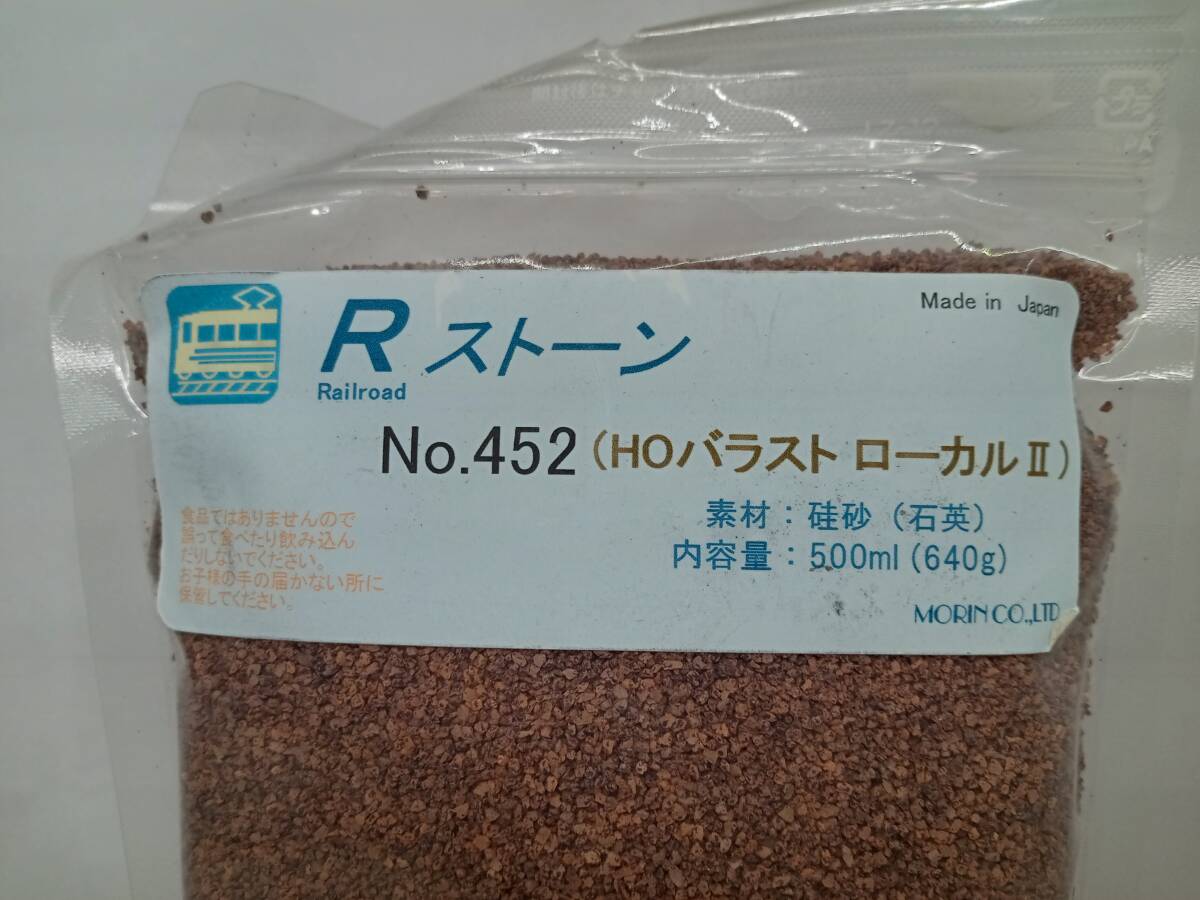 Made in Japan
Rストーン
Railroad
No.452(HOバラスト ローカルⅡ)
素材:硅砂(石英)
内容量:500ml(640g)
食品ではありませんので
誤って食べたり飲み込ん
だりしないでください。
お子様の手の届かない所に
保管してください。
MORIN CO.,LTD
プラ